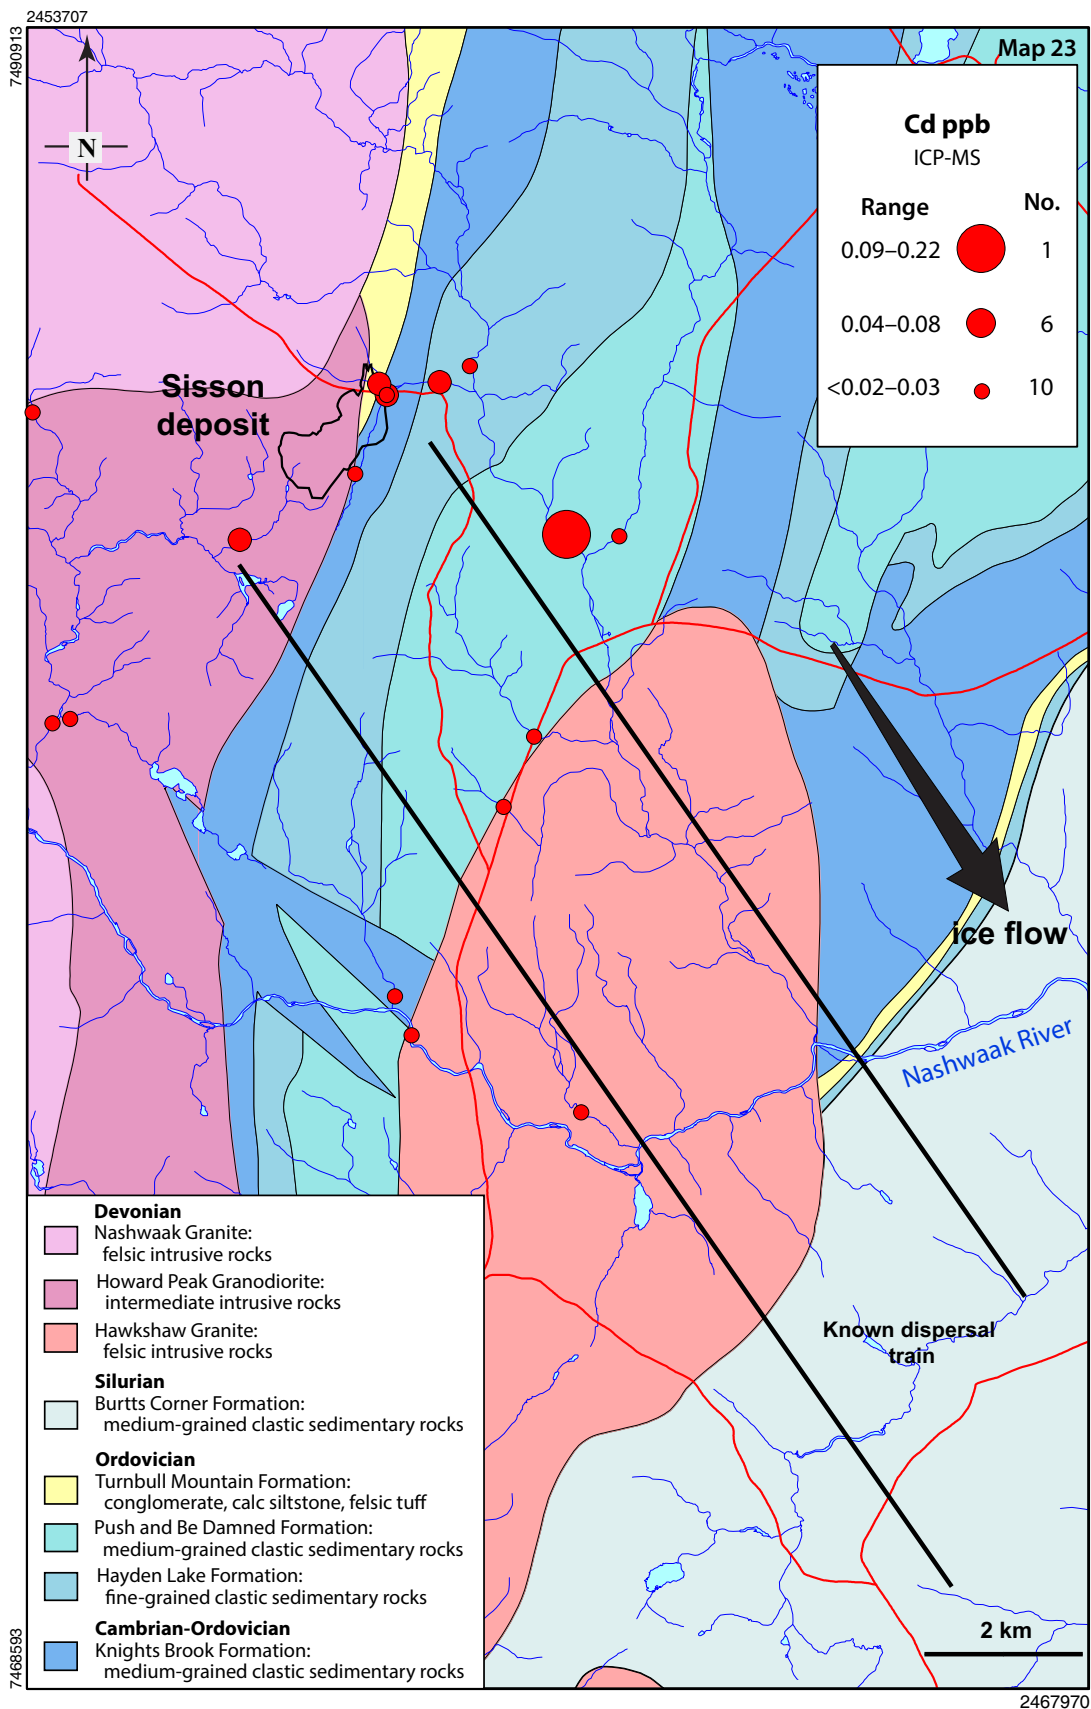 2453707
7490913
Map 23
N
Cd ppb
ICP-MS
Range No.
0.09–0.22 1
0.04–0.08 6
<0.02–0.03 10
Sisson
deposit
ice flow
Nashwaak River
Known dispersal
train
Devonian
Nashwaak Granite:
felsic intrusive rocks
Howard Peak Granodiorite:
intermediate intrusive rocks
Hawkshaw Granite:
felsic intrusive rocks
Silurian
Burtts Corner Formation:
medium-grained clastic sedimentary rocks
Ordovician
Turnbull Mountain Formation:
conglomerate, calc siltstone, felsic tuff
Push and Be Damned Formation:
medium-grained clastic sedimentary rocks
Hayden Lake Formation:
fine-grained clastic sedimentary rocks
Cambrian-Ordovician
Knights Brook Formation:
medium-grained clastic sedimentary rocks
2 km
7468593
2467970